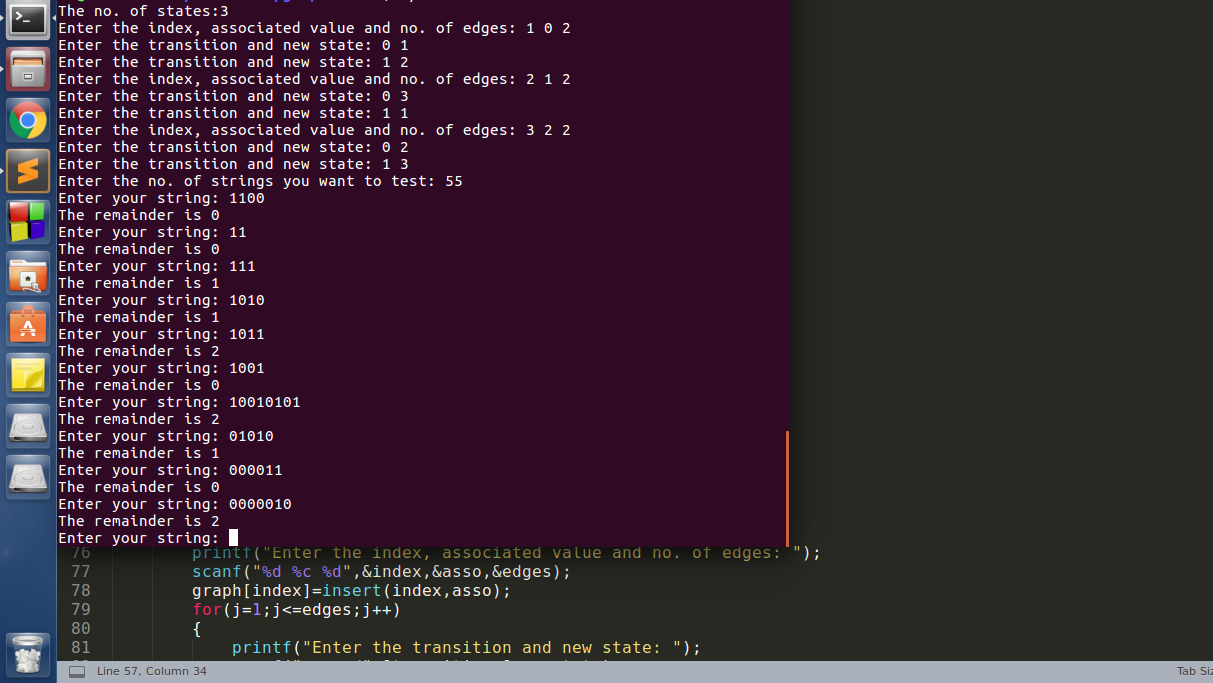 The no. of states:3
Enter the index, associated value and no. of edges: 1 0 2
Enter the transition and new state: 0 1
Enter the transition and new state: 1 2
Enter the index, associated value and no. of edges: 2 1 2
Enter the transition and new state: 0 3
Enter the transition and new state: 1 1
Enter the index, associated value and no. of edges: 3 2 2
Enter the transition and new state: 0 2
Enter the transition and new state: 1 3
Enter the no. of strings you want to test: 55
Enter your string: 1100
The remainder is 0
Enter your string: 11
The remainder is 0
Enter your string: 111
The remainder is 1
Enter your string: 1010
The remainder is 1
Enter your string: 1011
The remainder is 2
Enter your string: 1001
The remainder is 0
Enter your string: 10010101
The remainder is 2
Enter your string: 01010
The remainder is 1
Enter your string: 000011
The remainder is 0
Enter your string: 0000010
The remainder is 2
Enter your string:
76 printf("Enter the index, associated value and no. of edges: ");
77 scanf("%d %c %d",&index,&asso,&edges);
78 graph[index]=insert(index,asso);
79 for(j=1;j<=edges;j++)
80 {
81 printf("Enter the transition and new state: ");
Line 57, Column 34
Tab Siz